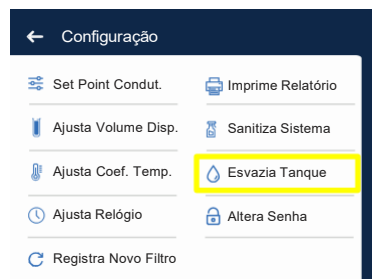 Configuração
Set Point Condut.
Imprime Relatório
Ajusta Volume Disp.
Sanitiza Sistema
Ajusta Coef. Temp.
Esvazia Tanque
Ajusta Relógio
Altera Senha
Registra Novo Filtro